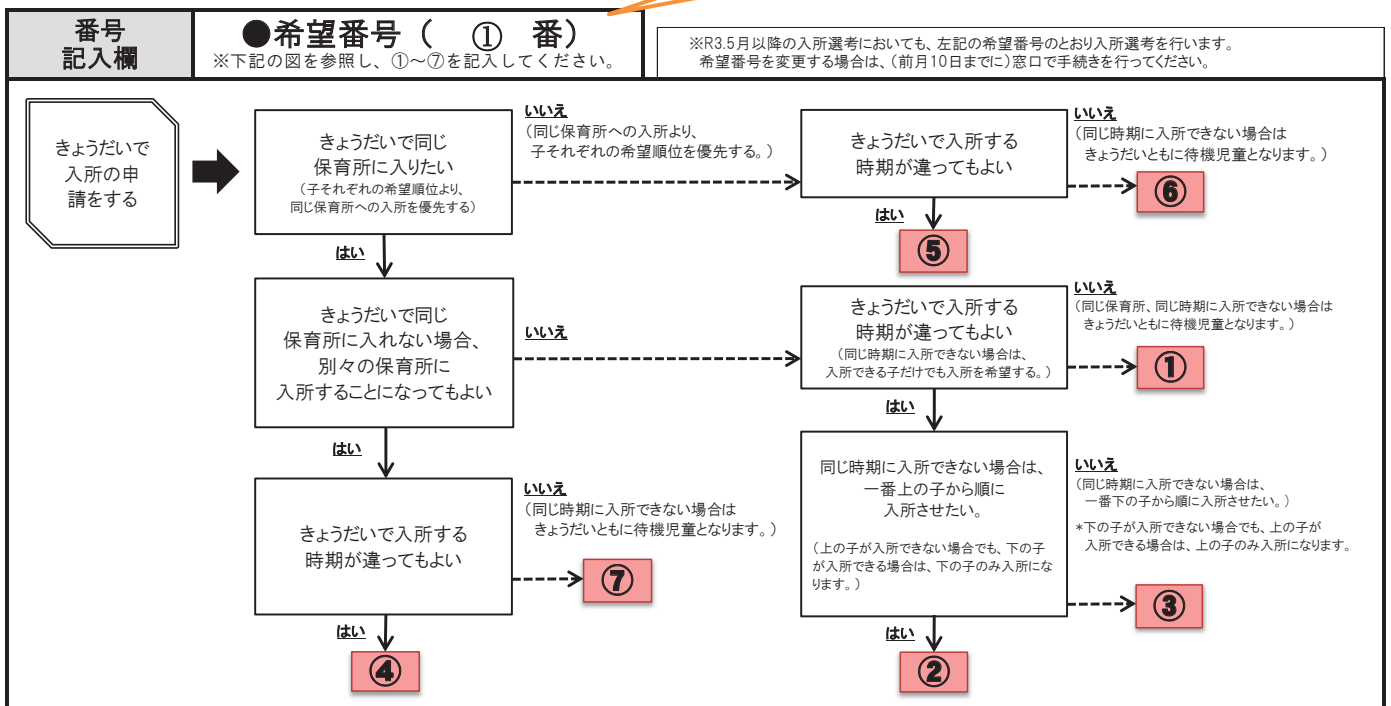 番号
記入欄
●希望番号（　①　番）
※下記の図を参照し、①～⑦を記入してください。
※R3.5月以降の入所選考においても、左記の希望番号のとおり入所選考を行います。
希望番号を変更する場合は、（前月10日までに）窓口で手続きを行ってください。
きょうだいで
入所の申
請をする
きょうだいで同じ
保育所に入りたい
（子それぞれの希望順位より、
同じ保育所への入所を優先する）
いいえ
（同じ保育所への入所より、
子それぞれの希望順位を優先する。）
きょうだいで入所する
時期が違ってもよい
いいえ
（同じ時期に入所できない場合は
きょうだいともに待機児童となります。）
⑥
はい
⑤
はい
きょうだいで同じ
保育所に入れない場合、
別々の保育所に
入所することになってもよい
いいえ
きょうだいで入所する
時期が違ってもよい
（同じ時期に入所できない場合は、
入所できる子だけでも入所を希望する。）
いいえ
（同じ保育所、同じ時期に入所できない場合は
きょうだいともに待機児童となります。）
①
はい
はい
きょうだいで入所する
時期が違ってもよい
いいえ
（同じ時期に入所できない場合は
きょうだいともに待機児童となります。）
⑦
はい
④
同じ時期に入所できない場合は、
一番上の子から順に
入所させたい。
（上の子が入所できない場合でも、下の子
が入所できる場合は、下の子のみ入所にな
ります。）
いいえ
（同じ時期に入所できない場合は、
一番下の子から順に入所させたい。）
*下の子が入所できない場合でも、上の子が
入所できる場合は、上の子のみ入所になります。
③
はい
②